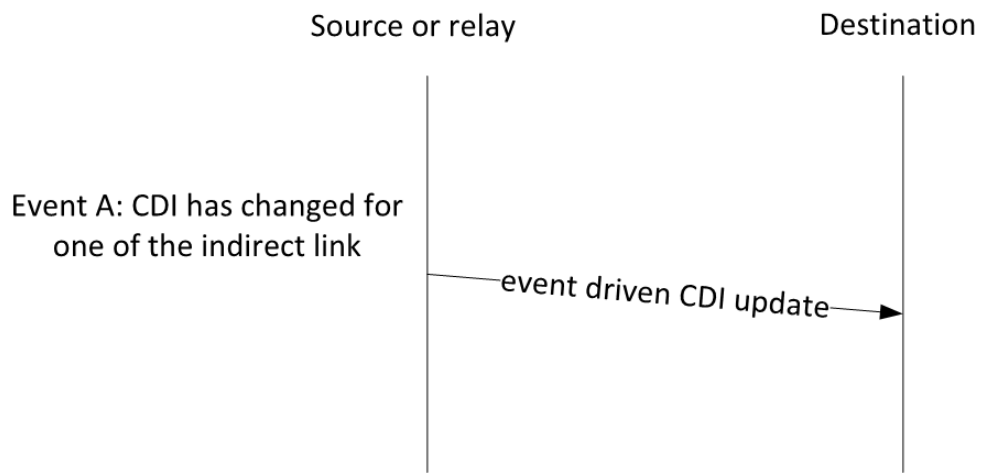 Source or relay
Destination
Event A: CDI has changed for
one of the indirect link
event driven CDI update